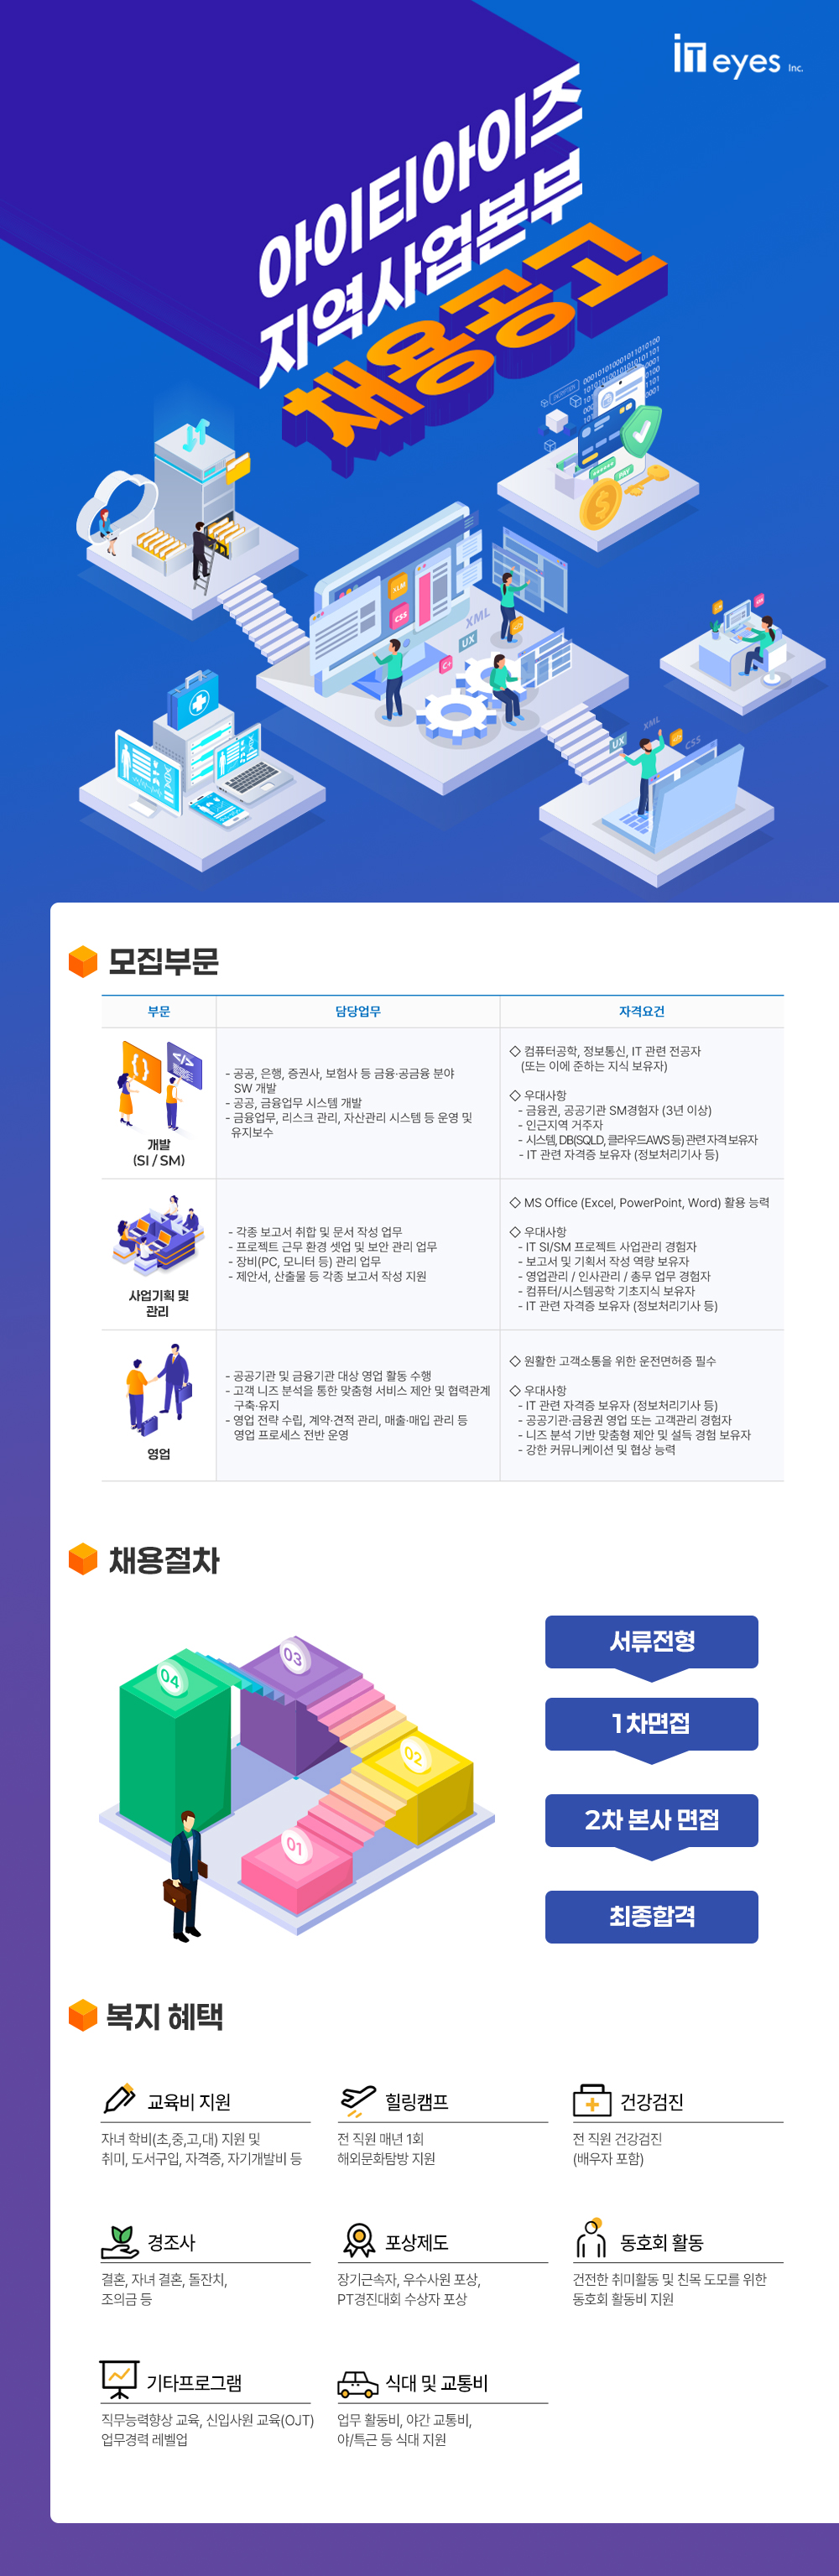 iT eyes Inc.
아이티아이즈
지역사업본부
채용공고
XML
CSS
UX
C+
PAY
XML
UX
CSS
모집부문
부문
담당업무
자격요건
개발
(SI / SM)
- 공공, 은행, 증권사, 보험사 등 금융·공금융 분야
SW 개발
- 공공, 금융업무 시스템 개발
- 금융업무, 리스크 관리, 자산관리 시스템 등 운영 및
유지보수
◇ 컴퓨터공학, 정보통신, IT 관련 전공자
(또는 이에 준하는 지식 보유자)
◇ 우대사항
- 금융권, 공공기관 SM경험자 (3년 이상)
- 인근지역 거주자
- 시스템, DB(SQLD, 클라우드AWS 등) 관련 자격 보유자
- IT 관련 자격증 보유자 (정보처리기사 등)
사업기획 및
관리
- 각종 보고서 취합 및 문서 작성 업무
- 프로젝트 근무 환경 셋업 및 보안 관리 업무
- 장비(PC, 모니터 등) 관리 업무
- 제안서, 산출물 등 각종 보고서 작성 지원
◇ MS Office (Excel, PowerPoint, Word) 활용 능력
◇ 우대사항
- IT SI/SM 프로젝트 사업관리 경험자
- 보고서 및 기획서 작성 역량 보유자
- 영업관리 / 인사관리 / 총무 업무 경험자
- 컴퓨터/시스템공학 기초지식 보유자
- IT 관련 자격증 보유자 (정보처리기사 등)
영업
- 공공기관 및 금융기관 대상 영업 활동 수행
- 고객 니즈 분석을 통한 맞춤형 서비스 제안 및 협력관계
구축·유지
- 영업 전략 수립, 계약·견적 관리, 매출·매입 관리 등
영업 프로세스 전반 운영
◇ 원활한 고객소통을 위한 운전면허증 필수
◇ 우대사항
- IT 관련 자격증 보유자 (정보처리기사 등)
- 공공기관·금융권 영업 또는 고객관리 경험자
- 니즈 분석 기반 맞춤형 제안 및 설득 경험 보유자
- 강한 커뮤니케이션 및 협상 능력
채용절차
04
03
02
01
서류전형
1차면접
2차 본사 면접
최종합격
복지 혜택
교육비 지원
자녀 학비(초,중,고,대) 지원 및
취미, 도서구입, 자격증, 자기개발비 등
힐링캠프
전 직원 매년 1회
해외문화탐방 지원
건강검진
전 직원 건강검진
(배우자 포함)
경조사
결혼, 자녀 결혼, 돌잔치,
조의금 등
포상제도
장기근속자, 우수사원 포상,
PT경진대회 수상자 포상
동호회 활동
건전한 취미활동 및 친목 도모를 위한
동호회 활동비 지원
기타프로그램
직무능력향상 교육, 신입사원 교육(OJT)
업무경력 레벨업
식대 및 교통비
업무 활동비, 야간 교통비,
야/특근 등 식대 지원